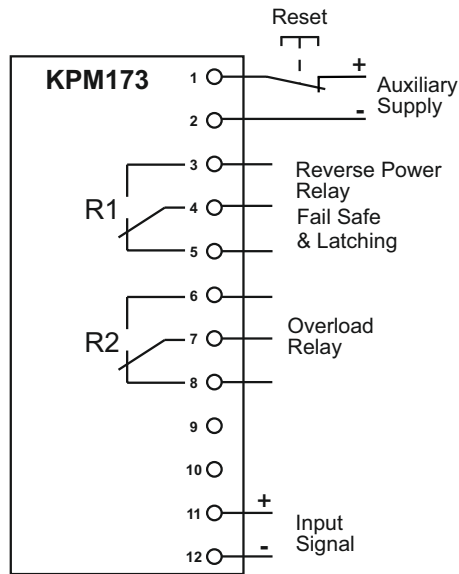 Reset
KPM173
1
+
Auxiliary
Supply
2
-
3
Reverse Power
Relay
R1
4
Fail Safe
& Latching
5
6
R2
7
Overload
Relay
8
9
10
11
+
Input
Signal
12
-